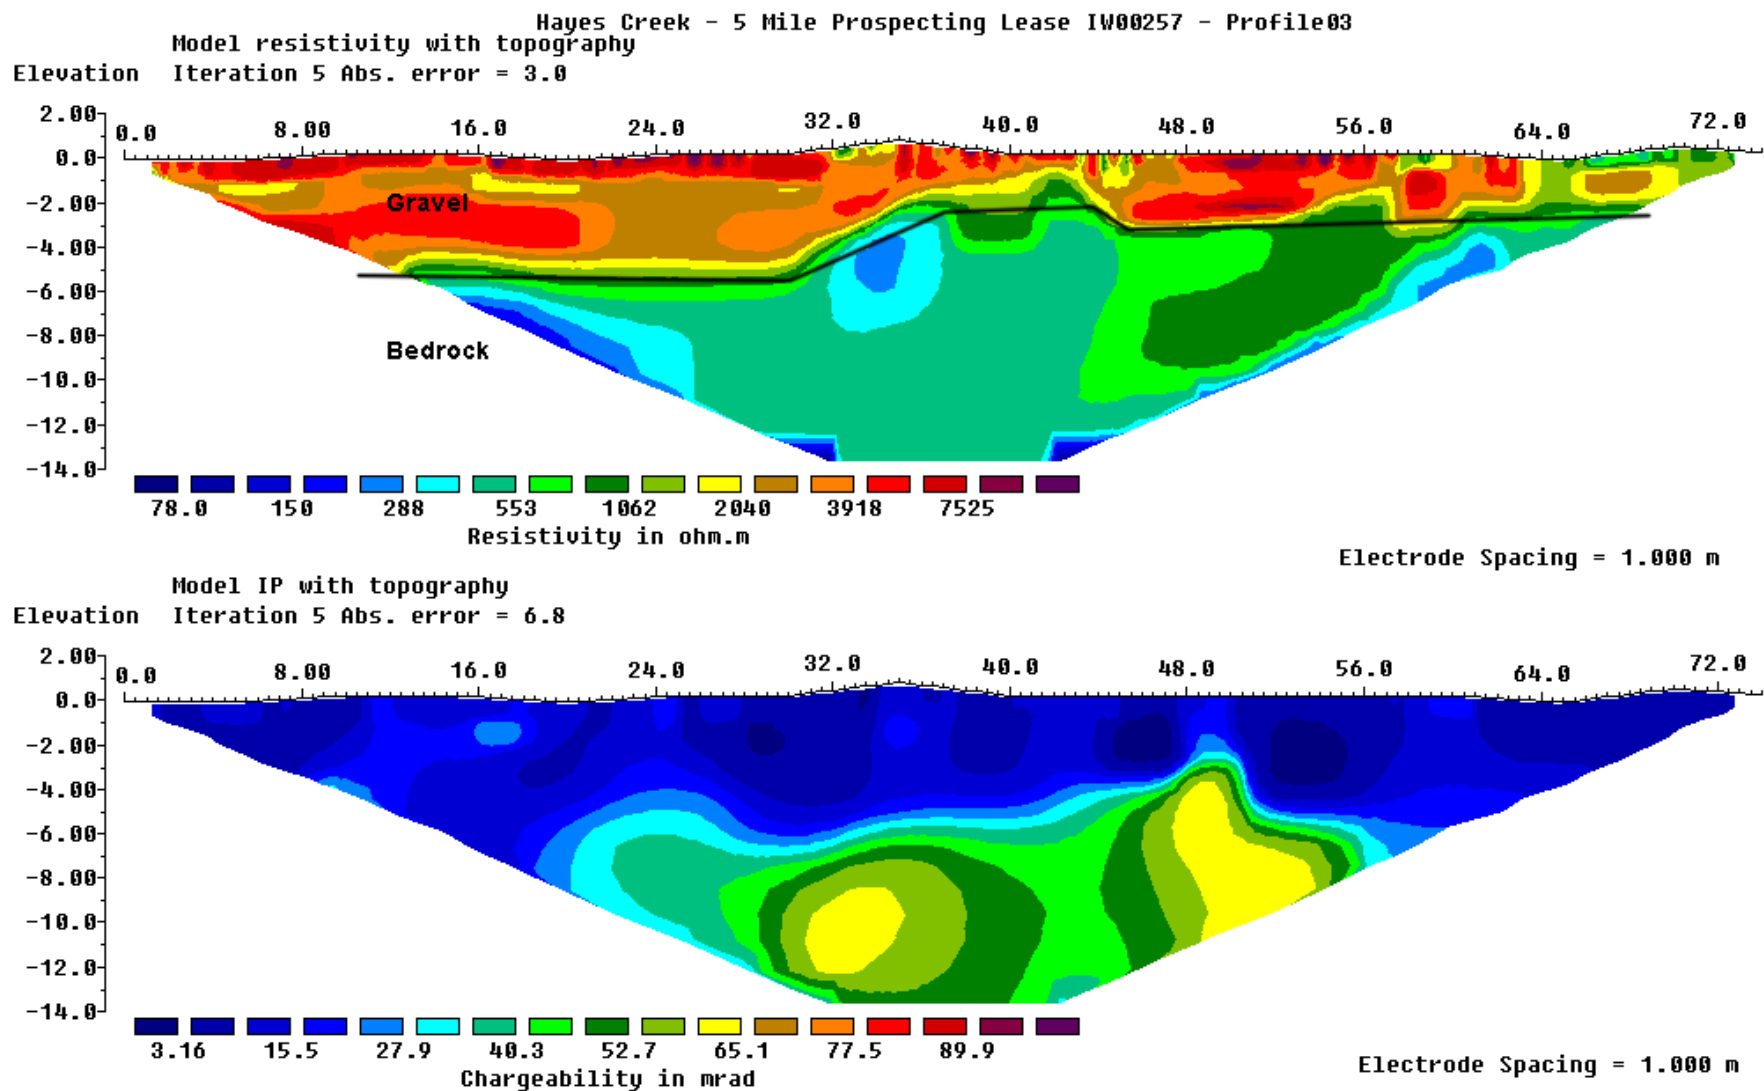 Hayes Creek - 5 Mile Prospecting Lease IW00257 - Profile03
Model resistivity with topography
Elevation Iteration 5 Abs. error = 3.0
2.00
0.0 8.00 16.0 24.0 32.0 40.0 48.0 56.0 64.0 72.0
0.0
-2.00
Gravel
-4.00
-6.00
-8.00
Bedrock
-10.0
-12.0
-14.0
78.0 150 288 553 1062 2040 3918 7525
Resistivity in ohm.m
Electrode Spacing = 1.000 m
Model IP with topography
Elevation Iteration 5 Abs. error = 6.8
2.00
0.0 8.00 16.0 24.0 32.0 40.0 48.0 56.0 64.0 72.0
0.0
-2.00
-4.00
-6.00
-8.00
-10.0
-12.0
-14.0
3.16 15.5 27.9 40.3 52.7 65.1 77.5 89.9
Chargeability in mrad
Electrode Spacing = 1.000 m